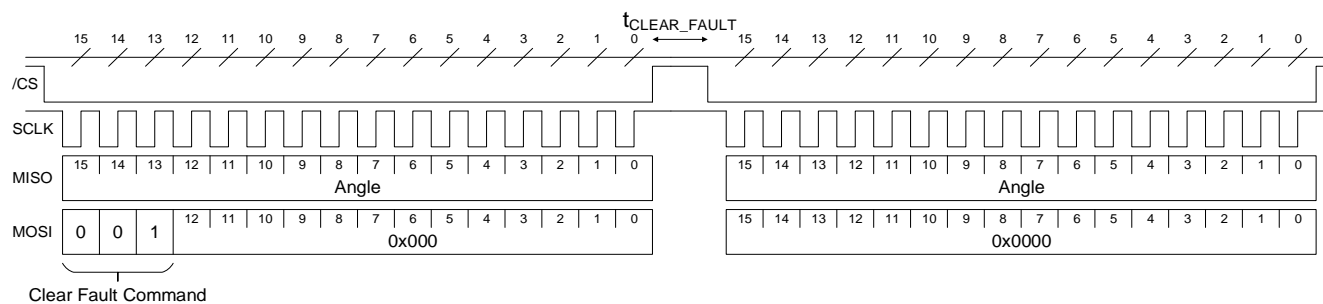 t_CLEAR_FAULT
15 14 13 12 11 10 9 8 7 6 5 4 3 2 1 0 15 14 13 12 11 10 9 8 7 6 5 4 3 2 1 0
/CS
SCLK
MISO 15 14 13 12 11 10 9 8 7 6 5 4 3 2 1 0 15 14 13 12 11 10 9 8 7 6 5 4 3 2 1 0
Angle Angle
MOSI 0 0 1 12 11 10 9 8 7 6 5 4 3 2 1 0 15 14 13 12 11 10 9 8 7 6 5 4 3 2 1 0
0x000 0x0000
Clear Fault Command